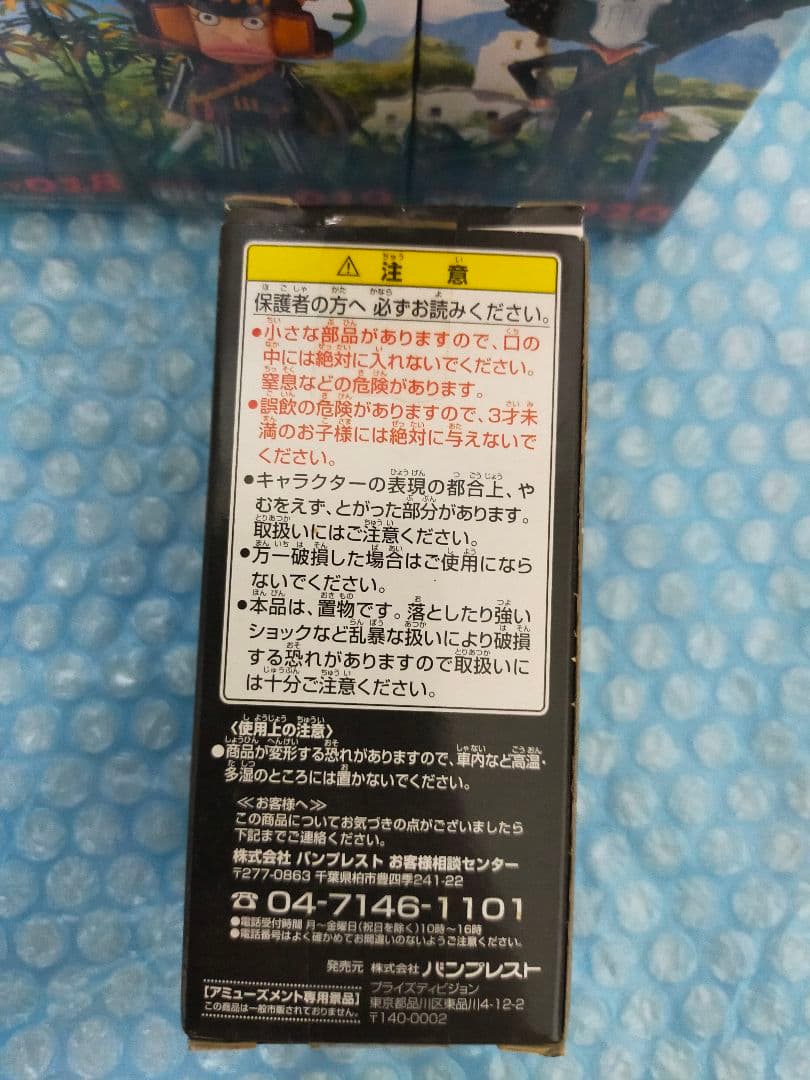 ⚠ 注意
保護者の方へ 必ずお読みください。
●小さな部品がありますので、口の
中には絶対に入れないでください。
窒息などの危険があります。
●誤飲の危険がありますので、3才未
満のお子様には絶対に与えないで
ください。
●キャラクターの表現の都合上、や
むをえず、とがった部分があります。
取扱いにはご注意ください。
●万一破損した場合はご使用になら
ないでください。
●本品は、置物です。落としたり強い
ショックなど乱暴な扱いにより破損
する恐れがありますので取扱いに
は十分ご注意ください。
〈使用上の注意〉
●商品が変形する恐れがありますので、車内など高温・
多湿のところには置かないでください。
≪お客様へ≫
この商品についてお気づきの点がございましたら
下記までご連絡ください。
株式会社 バンプレスト お客様相談センター
〒277-0863 千葉県柏市豊四季241-22
☎ 04-7146-1101
●電話受付時間 月〜金曜日(祝日を除く)10時〜16時
●電話番号はよく確かめてお間違いのないようご注意ください。
発売元 株式会社 バンプレスト
プライズディビジョン
東京都品川区東品川4-12-2
〒140-0002
【アミューズメント専用景品】
この商品は一般市販されておりません。